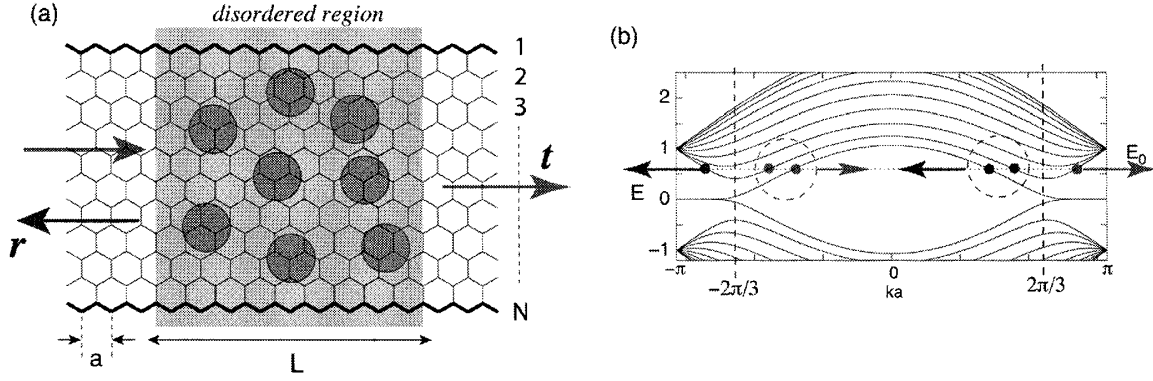 (a)
disordered region
1
2
3
N
t
r
a
L
(b)
2
1
0
−1
E
E₀
−π
−2π/3
0
ka
2π/3
π